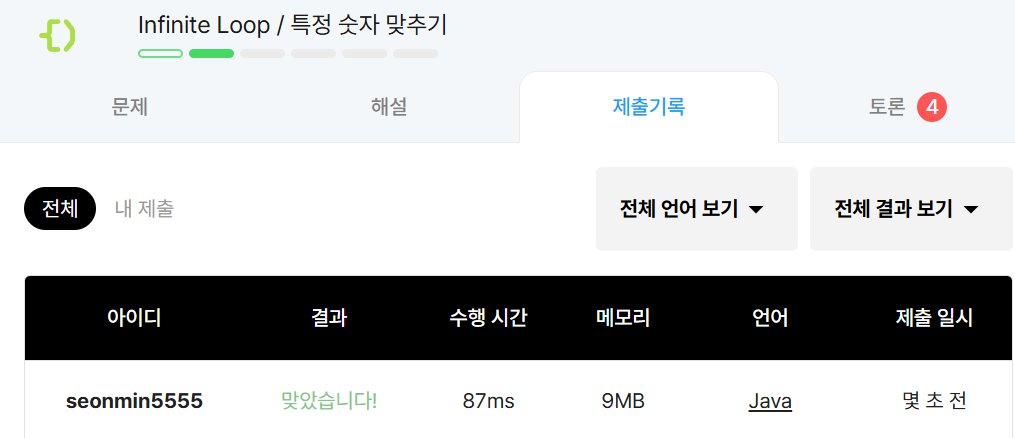 Infinite Loop / 특정 숫자 맞추기
문제 해설 제출기록 토론 4
전체 내 제출 전체 언어 보기 전체 결과 보기
아이디 결과 수행 시간 메모리 언어 제출 일시
seonmin5555 맞았습니다! 87ms 9MB Java 몇 초 전